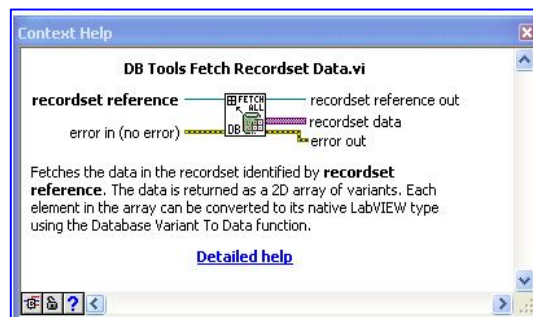 Context Help
DB Tools Fetch Recordset Data.vi
recordset reference
FETCH
ALL
DB
recordset reference out
recordset data
error in (no error)
error out
Fetches the data in the recordset identified by recordset
reference. The data is returned as a 2D array of variants. Each
element in the array can be converted to its native LabVIEW type
using the Database Variant To Data function.
Detailed help
?